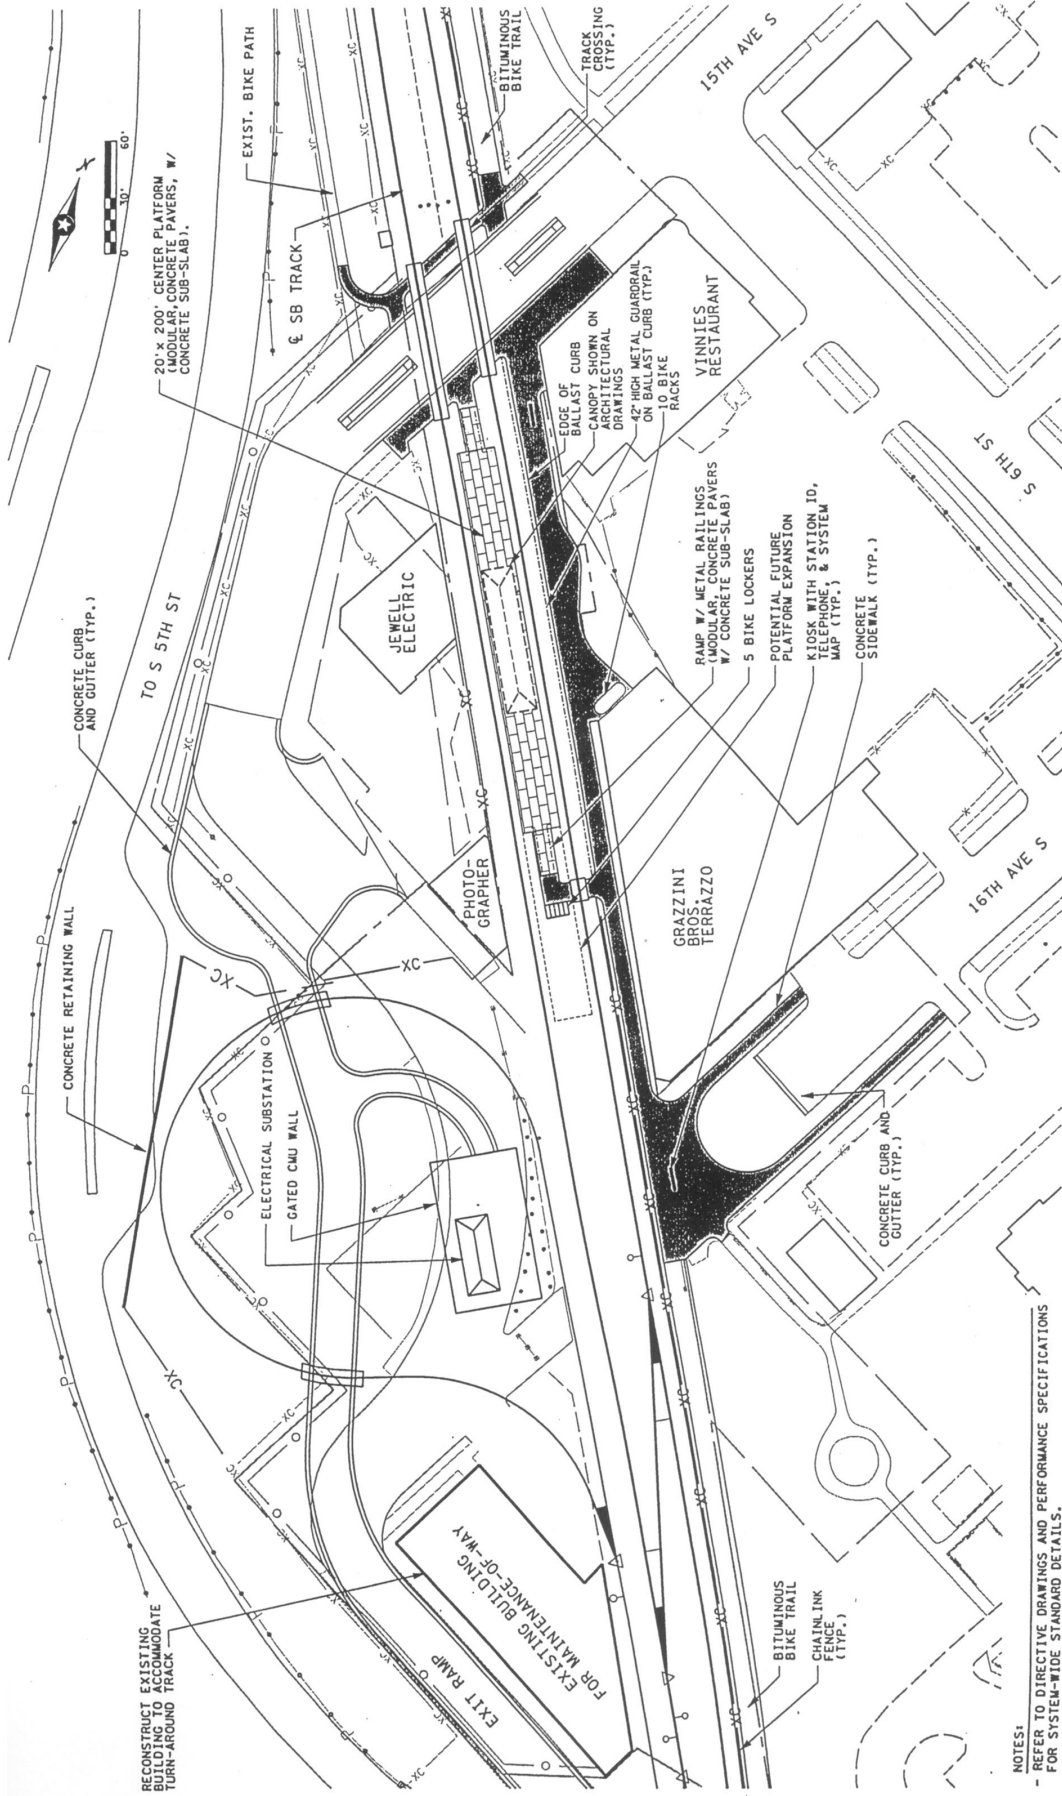 RECONSTRUCT EXISTING
BUILDING TO ACCOMMODATE
TURN-AROUND TRACK
CONCRETE RETAINING WALL
CONCRETE CURB
AND GUTTER (TYP.)
TO S 5TH ST
20' x 200' CENTER PLATFORM
(MODULAR, CONCRETE PAVERS, W/
CONCRETE SUB-SLAB).
EXIST. BIKE PATH
0 30' 60'
℄ SB TRACK
BITUMINOUS
BIKE TRAIL
TRACK
CROSSING
(TYP.)
15TH AVE S
ELECTRICAL SUBSTATION
GATED CMU WALL
PHOTO-
GRAPHER
JEWELL
ELECTRIC
EDGE OF
BALLAST CURB
CANOPY SHOWN ON
ARCHITECTURAL
DRAWINGS
42" HIGH METAL GUARDRAIL
ON BALLAST CURB (TYP.)
10 BIKE
RACKS
VINNIES
RESTAURANT
S 6TH ST
EXIT RAMP
EXISTING BUILDING
FOR MAINTENANCE-OF-WAY
GRAZZINI
BROS.
TERRAZZO
RAMP W/ METAL RAILINGS
(MODULAR, CONCRETE PAVERS
W/ CONCRETE SUB-SLAB)
5 BIKE LOCKERS
POTENTIAL FUTURE
PLATFORM EXPANSION
KIOSK WITH STATION ID,
TELEPHONE, & SYSTEM
MAP (TYP.)
CONCRETE
SIDEWALK (TYP.)
16TH AVE S
CONCRETE CURB AND
GUTTER (TYP.)
BITUMINOUS
BIKE TRAIL
CHAINLINK
FENCE
(TYP.)
NOTES:
- REFER TO DIRECTIVE DRAWINGS AND PERFORMANCE SPECIFICATIONS
FOR SYSTEM-WIDE STANDARD DETAILS.